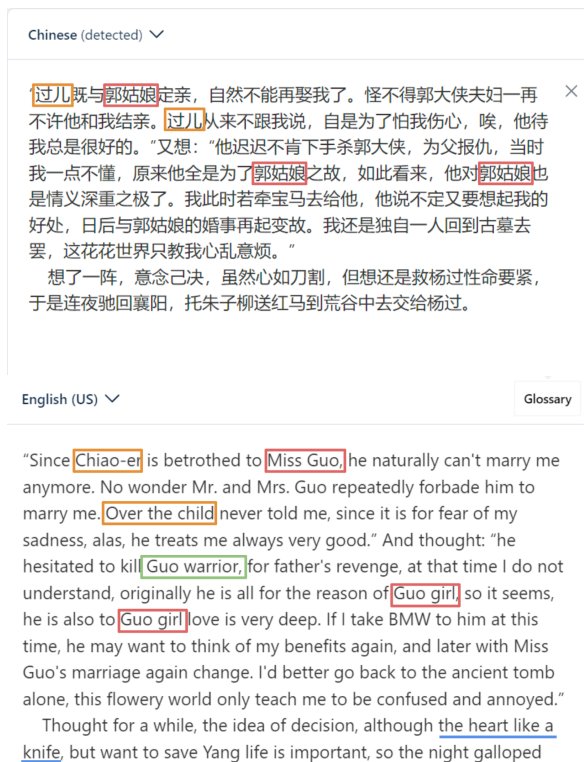 Chinese (detected)
“过儿既与郭姑娘定亲，自然不能再娶我了。怪不得郭大侠夫妇一再
不许他和我结亲。过儿从来不跟我说，自是为了怕我伤心，唉，他待
我总是很好的。”又想：“他迟迟不肯下手杀郭大侠，为父报仇，当时
我一点不懂，原来他全是为了郭姑娘之故，如此看来，他对郭姑娘也
是情义深重之极了。我此时若牵宝马去给他，他说不定又要想起我的
好处，日后与郭姑娘的婚事再起变故。我还是独自一人回到古墓去
罢，这花花世界只教我心乱意烦。”
想了一阵，意念己决，虽然心如刀割，但想还是救杨过性命要紧，
于是连夜驰回襄阳，托朱子柳送红马到荒谷中去交给杨过。
English (US)
Glossary
“Since Chiao-er is betrothed to Miss Guo, he naturally can't marry me
anymore. No wonder Mr. and Mrs. Guo repeatedly forbade him to
marry me. Over the child never told me, since it is for fear of my
sadness, alas, he treats me always very good.” And thought: “he
hesitated to kill Guo warrior, for father's revenge, at that time I do not
understand, originally he is all for the reason of Guo girl, so it seems,
he is also to Guo girl love is very deep. If I take BMW to him at this
time, he may want to think of my benefits again, and later with Miss
Guo's marriage again change. I'd better go back to the ancient tomb
alone, this flowery world only teach me to be confused and annoyed.“
Thought for a while, the idea of decision, although the heart like a
knife, but want to save Yang life is important, so the night galloped